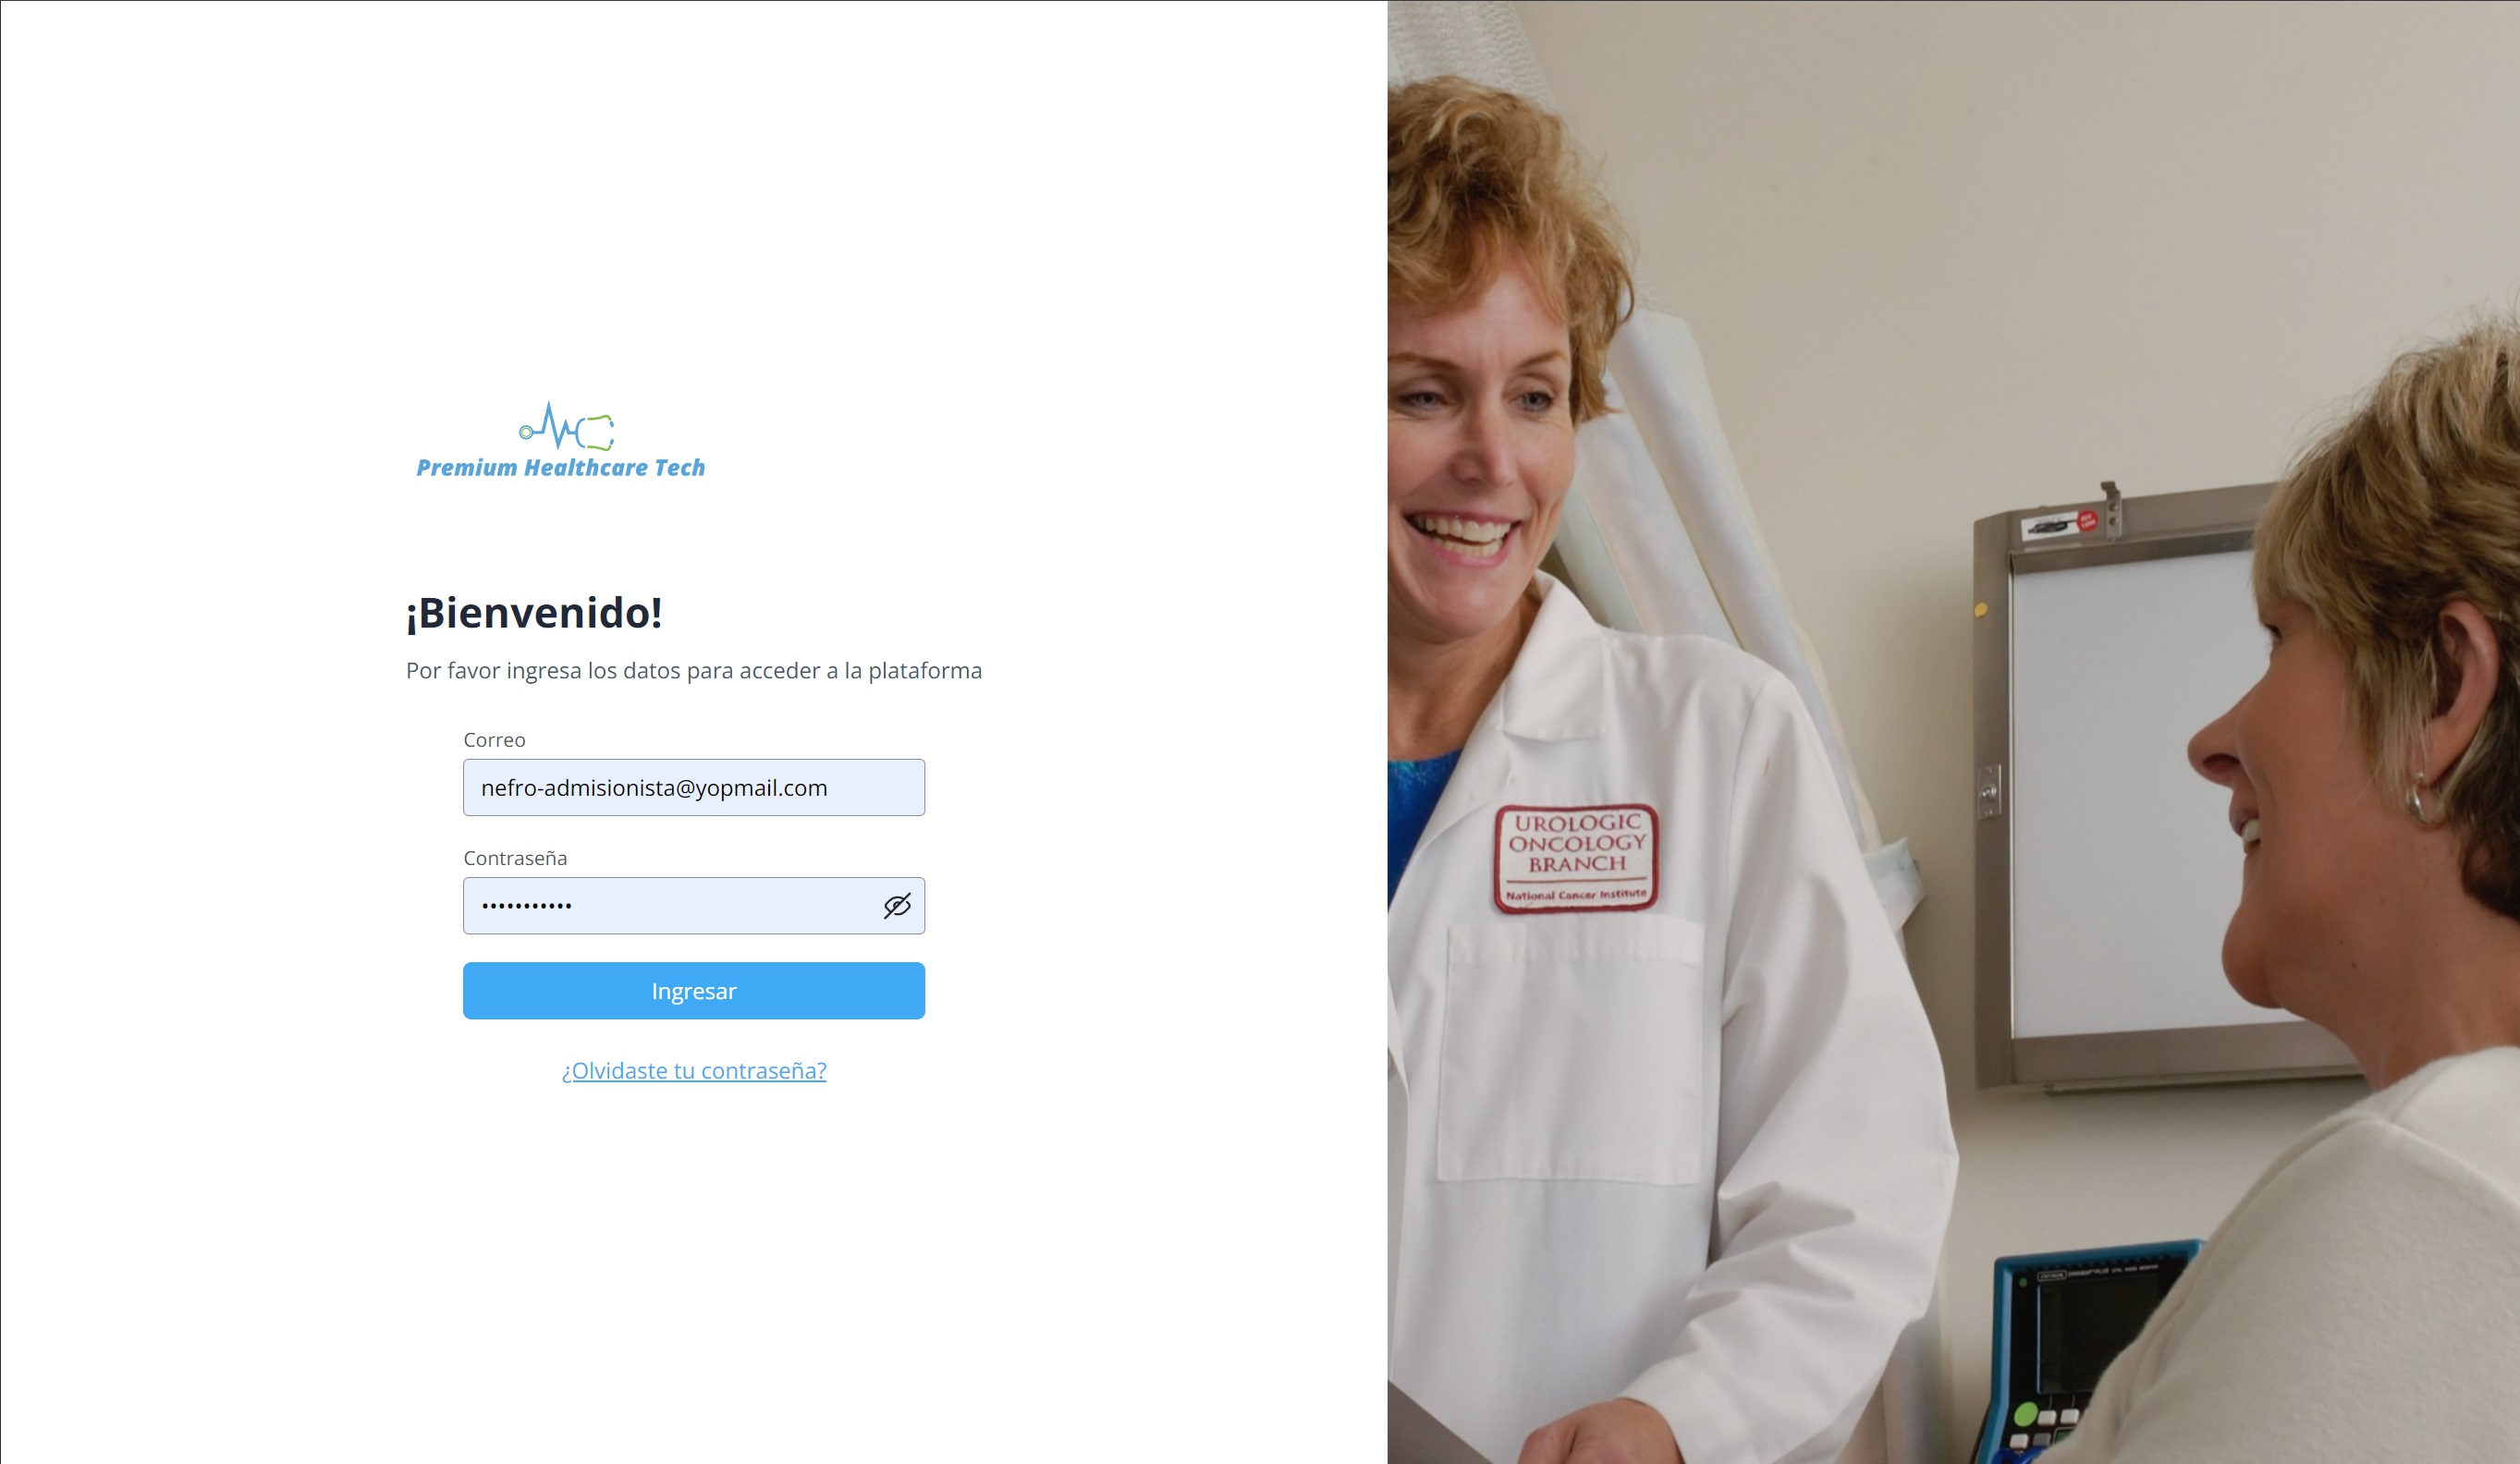 Premium Healthcare Tech
¡Bienvenido!
Por favor ingresa los datos para acceder a la plataforma
Correo
nefro-admisionista@yopmail.com
Contraseña
•••••••••••
Ingresar
¿Olvidaste tu contraseña?
UROLOGIC
ONCOLOGY
BRANCH
National Cancer Institute